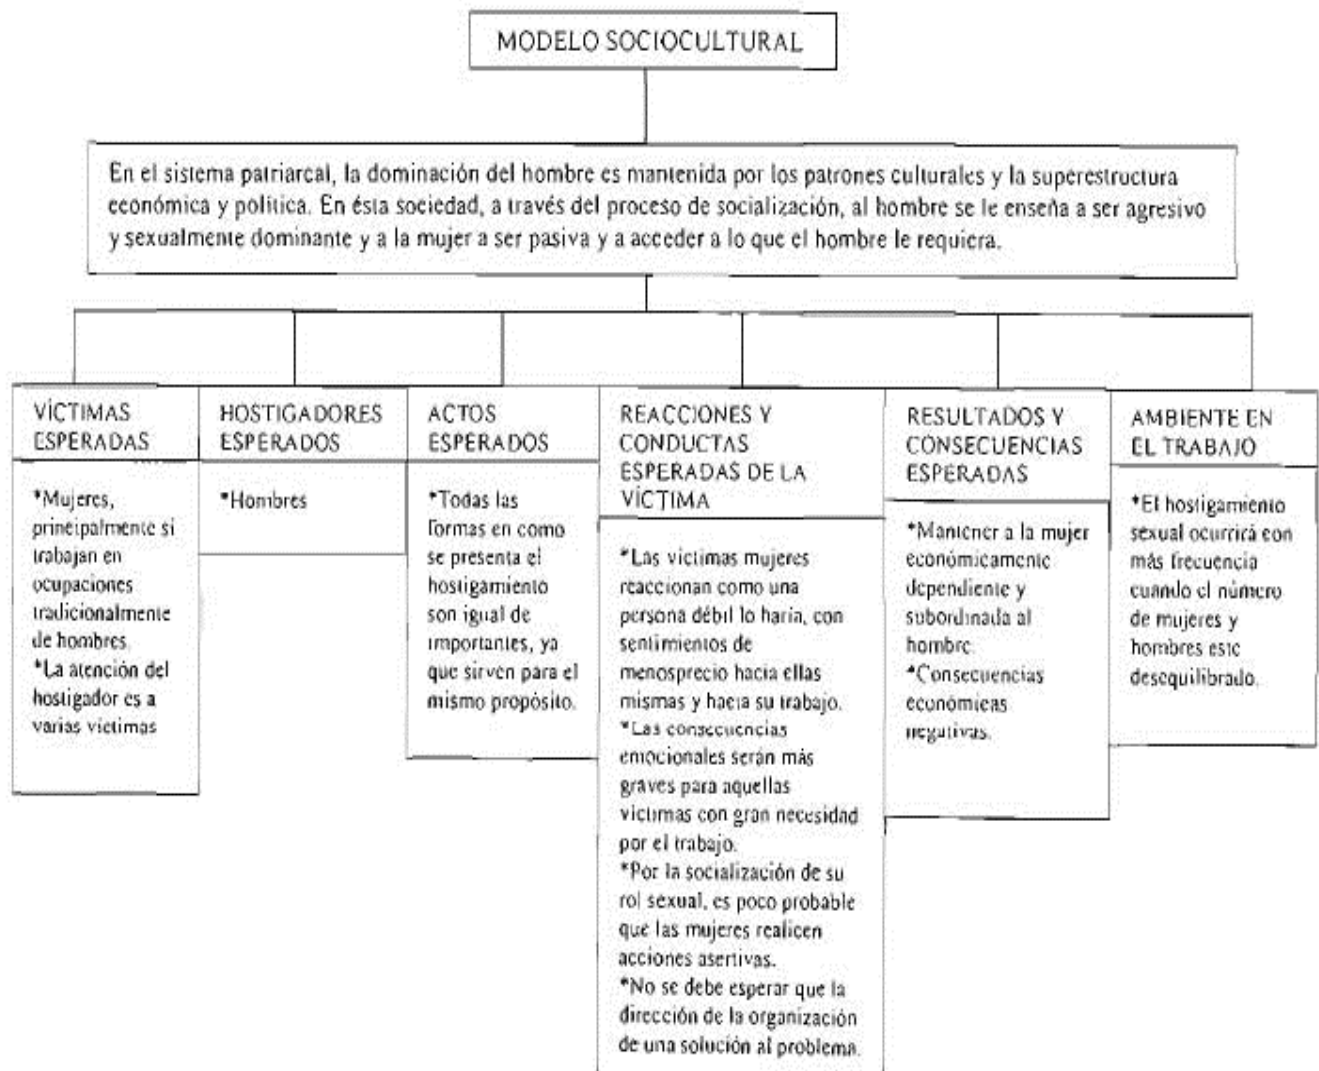 MODELO SOCIOCULTURAL
En el sistema patriarcal, la dominación del hombre es mantenida por los patrones culturales y la superestructura
económica y política. En ésta sociedad, a través del proceso de socialización, al hombre se le enseña a ser agresivo
y sexualmente dominante y a la mujer a ser pasiva y a acceder a lo que el hombre le requiera.
VÍCTIMAS
ESPERADAS
*Mujeres,
principalmente si
trabajan en
ocupaciones
tradicionalmente
de hombres.
*La atención del
hostigador es a
varias víctimas
HOSTIGADORES
ESPERADOS
*Hombres
ACTOS
ESPERADOS
*Todas las
formas en como
se presenta el
hostigamiento
son igual de
importantes, ya
que sirven para el
mismo propósito.
REACCIONES Y
CONDUCTAS
ESPERADAS DE LA
VÍCTIMA
*Las víctimas mujeres
reaccionan como una
persona débil lo haría, con
sentimientos de
menosprecio hacia ellas
mismas y hacia su trabajo.
*Las consecuencias
emocionales serán más
graves para aquellas
víctimas con gran necesidad
por el trabajo.
*Por la socialización de su
rol sexual, es poco probable
que las mujeres realicen
acciones asertivas.
*No se debe esperar que la
dirección de la organización
de una solución al problema.
RESULTADOS Y
CONSECUENCIAS
ESPERADAS
*Mantener a la mujer
económicamente
dependiente y
subordinada al
hombre.
*Consecuencias
económicas
negativas.
AMBIENTE EN
EL TRABAJO
*El hostigamiento
sexual ocurrirá con
más frecuencia
cuando el número
de mujeres y
hombres este
desequilibrado.